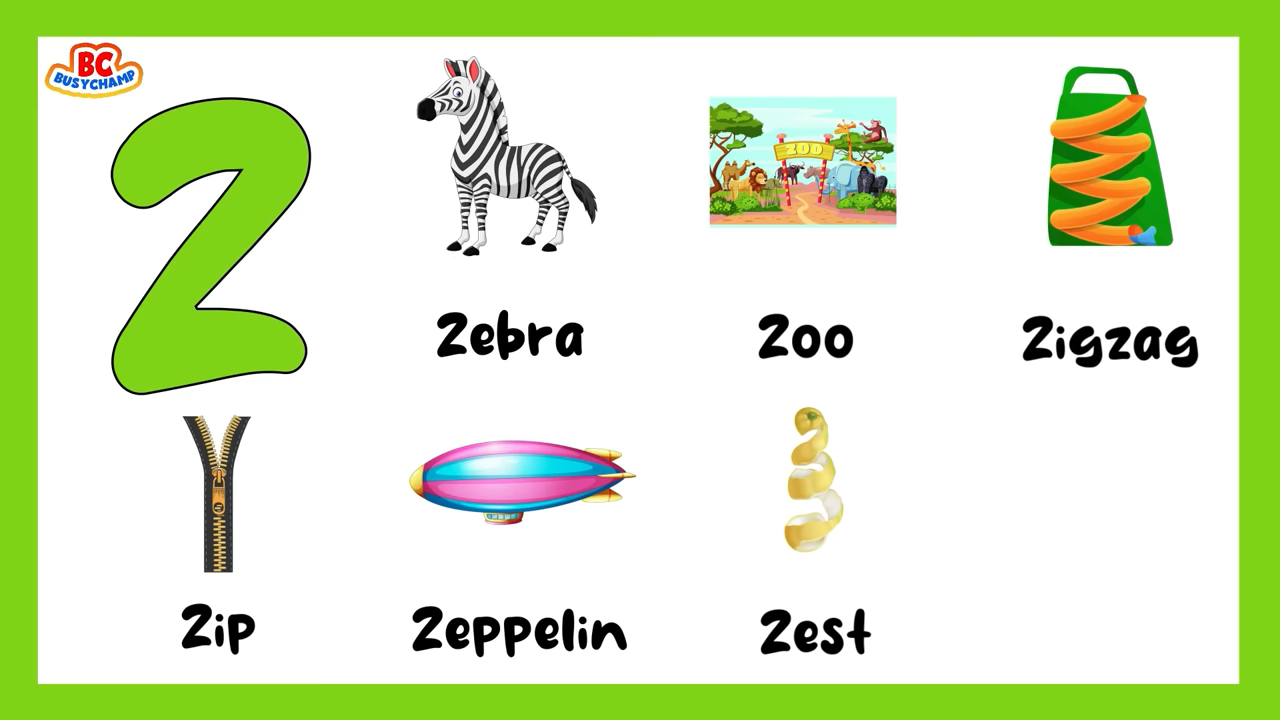 BC
BUSYCHAMP
Z
ZOO
Zebra
Zoo
Zigzag
Zip
Zeppelin
Zest